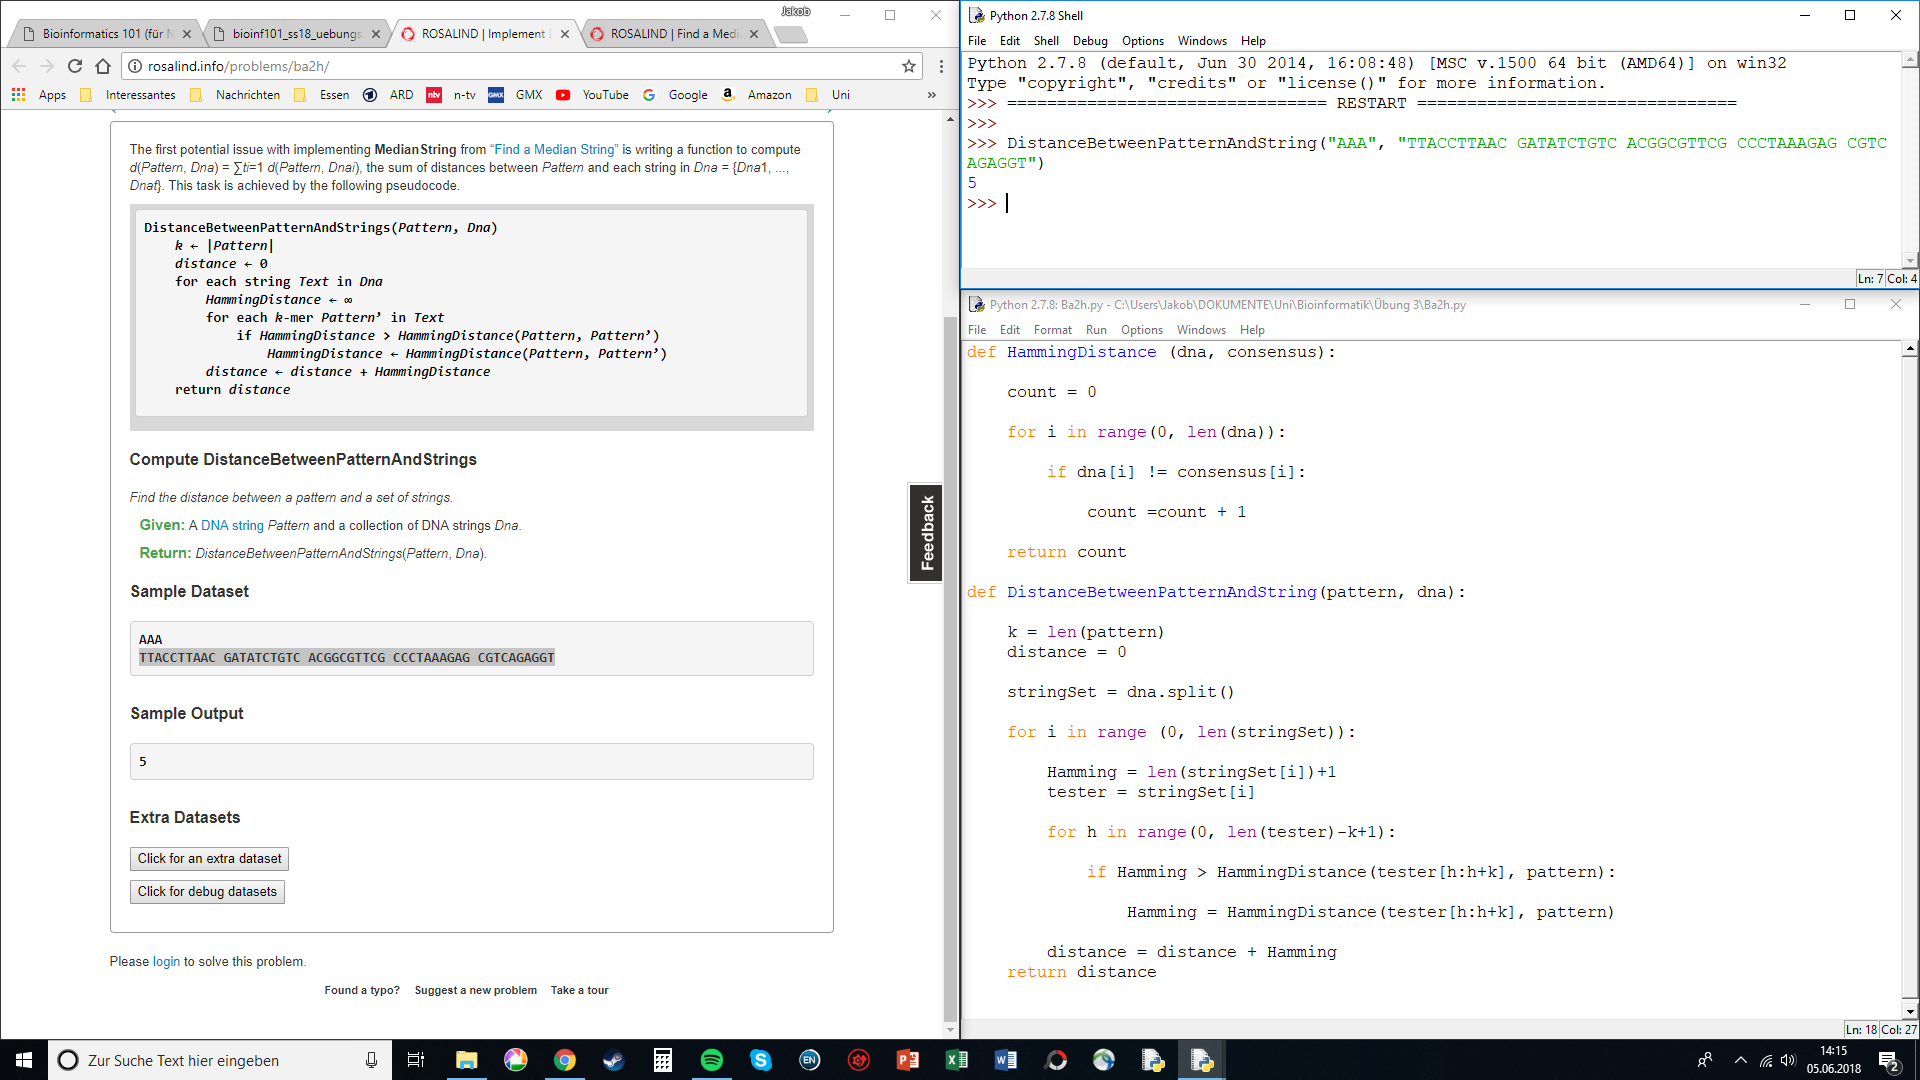 Jakob
Bioinformatics 101 (für N
bioinf101_ss18_uebungs
ROSALIND | Implement
ROSALIND | Find a Medi
rosalind.info/problems/ba2h/
Apps Interessantes Nachrichten Essen ARD n-tv GMX YouTube Google Amazon Uni »
The first potential issue with implementing MedianString from “Find a Median String” is writing a function to compute
d(Pattern, Dna) = ∑ti=1 d(Pattern, Dnai), the sum of distances between Pattern and each string in Dna = {Dna1, ...,
Dnat}. This task is achieved by the following pseudocode.
DistanceBetweenPatternAndStrings(Pattern, Dna)
k ← |Pattern|
distance ← 0
for each string Text in Dna
HammingDistance ← ∞
for each k-mer Pattern’ in Text
if HammingDistance > HammingDistance(Pattern, Pattern’)
HammingDistance ← HammingDistance(Pattern, Pattern’)
distance ← distance + HammingDistance
return distance
Compute DistanceBetweenPatternAndStrings
Find the distance between a pattern and a set of strings.
Given: A DNA string Pattern and a collection of DNA strings Dna.
Return: DistanceBetweenPatternAndStrings(Pattern, Dna).
Sample Dataset
AAA
TTACCTTAAC GATATCTGTC ACGGCGTTCG CCCTAAAGAG CGTCAGAGGT
Sample Output
5
Extra Datasets
Click for an extra dataset
Click for debug datasets
Please login to solve this problem.
Found a typo? Suggest a new problem Take a tour
Feedback
Python 2.7.8 Shell
File Edit Shell Debug Options Windows Help
Python 2.7.8 (default, Jun 30 2014, 16:08:48) [MSC v.1500 64 bit (AMD64)] on win32
Type "copyright", "credits" or "license()" for more information.
>>> ================================ RESTART ================================
>>>
>>> DistanceBetweenPatternAndString("AAA", "TTACCTTAAC GATATCTGTC ACGGCGTTCG CCCTAAAGAG CGTC
AGAGGT")
5
>>>
Ln: 7 Col: 4
Python 2.7.8: Ba2h.py - C:\Users\Jakob\DOKUMENTE\Uni\Bioinformatik\Übung 3\Ba2h.py
File Edit Format Run Options Windows Help
def HammingDistance (dna, consensus):
count = 0
for i in range(0, len(dna)):
if dna[i] != consensus[i]:
count =count + 1
return count
def DistanceBetweenPatternAndString(pattern, dna):
k = len(pattern)
distance = 0
stringSet = dna.split()
for i in range (0, len(stringSet)):
Hamming = len(stringSet[i])+1
tester = stringSet[i]
for h in range(0, len(tester)-k+1):
if Hamming > HammingDistance(tester[h:h+k], pattern):
Hamming = HammingDistance(tester[h:h+k], pattern)
distance = distance + Hamming
return distance
Ln: 18 Col: 27
Zur Suche Text hier eingeben
EN
14:15
05.06.2018
2